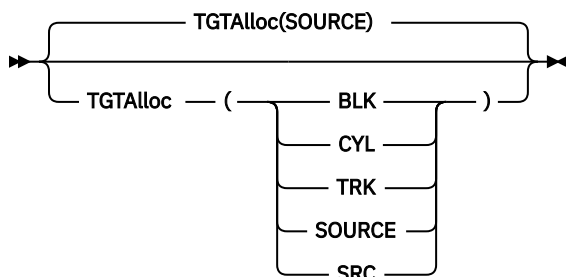 TGTAlloc(SOURCE)
TGTAlloc ( BLK )
CYL
TRK
SOURCE
SRC